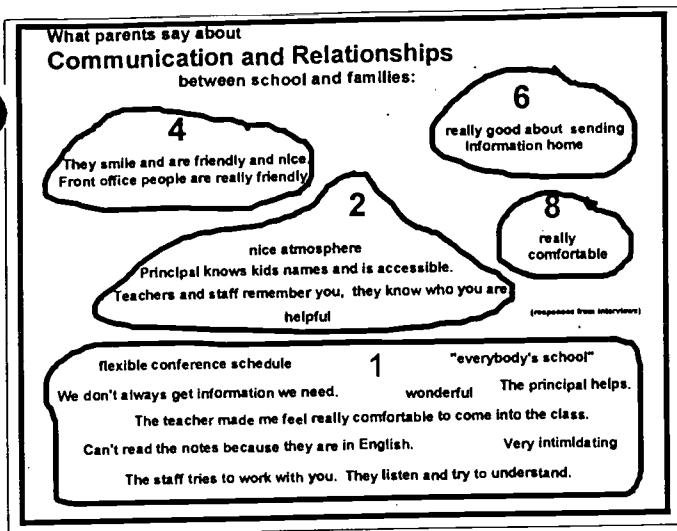 What parents say about
Communication and Relationships
between school and families:
6
really good about sending
Information home
4
They smile and are friendly and nice.
Front office people are really friendly
2
nice atmosphere
Principal knows kids names and is accessible.
Teachers and staff remember you, they know who you are
helpful
8
really
comfortable
(responses from interviews)
flexible conference schedule 1 "everybody's school"
We don't always get information we need. wonderful The principal helps.
The teacher made me feel really comfortable to come into the class.
Can't read the notes because they are in English. Very intimidating
The staff tries to work with you. They listen and try to understand.